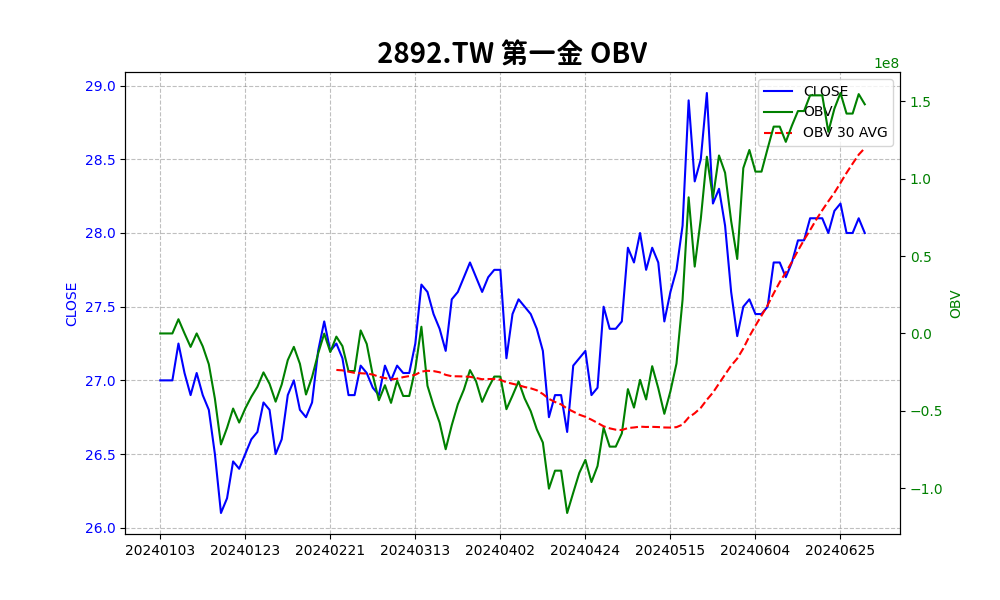 2892.TW 第一金 OBV
1e8
29.0
28.5
28.0
27.5
27.0
26.5
26.0
CLOSE
CLOSE
OBV
OBV 30 AVG
1.5
1.0
0.5
0.0
−0.5
−1.0
OBV
20240103 20240123 20240221 20240313 20240402 20240424 20240515 20240604 20240625